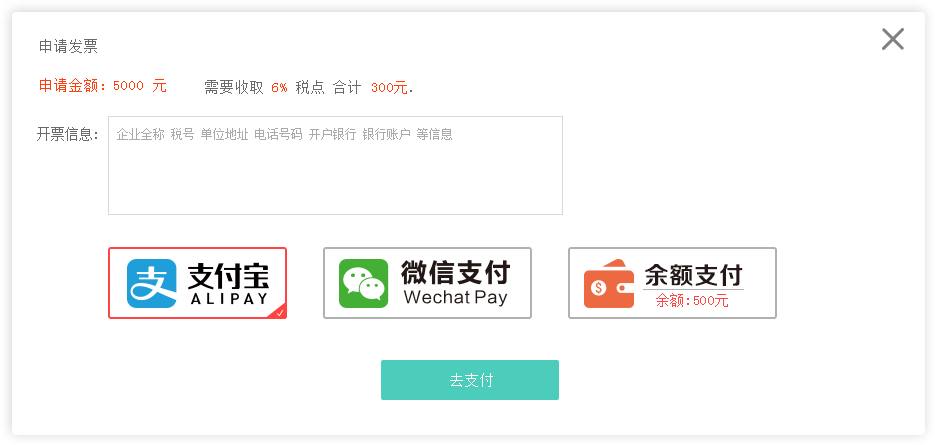 申请发票
申请金额：5000 元 需要收取 6% 税点 合计 300元.
开票信息: 企业全称 税号 单位地址 电话号码 开户银行 银行账户 等信息
支 支付宝 微信支付 余额支付
ALIPAY Wechat Pay 余额:500元
去支付